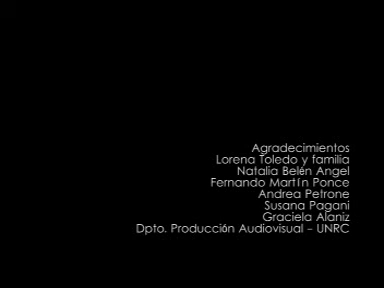 Agradecimientos
Lorena Toledo y familia
Natalia Belén Angel
Fernando Martín Ponce
Andrea Petrone
Susana Pagani
Graciela Alaniz
Dpto. Producción Audiovisual - UNRC